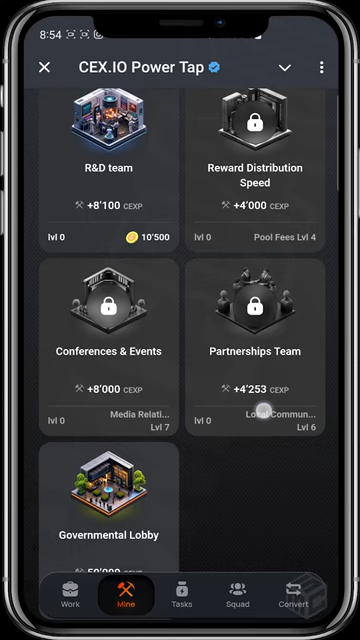 8:54
CEX.IO Power Tap
R&D team
Reward Distribution
Speed
+8'100 CEXP
+4'000 CEXP
lvl 0
10'500
lvl 0
Pool Fees Lvl 4
Conferences & Events
Partnerships Team
+8'000 CEXP
+4'253 CEXP
lvl 0
Media Relati...
Lvl 7
lvl 0
Local Commun...
Lvl 6
Governmental Lobby
Work
Mine
Tasks
Squad
Convert